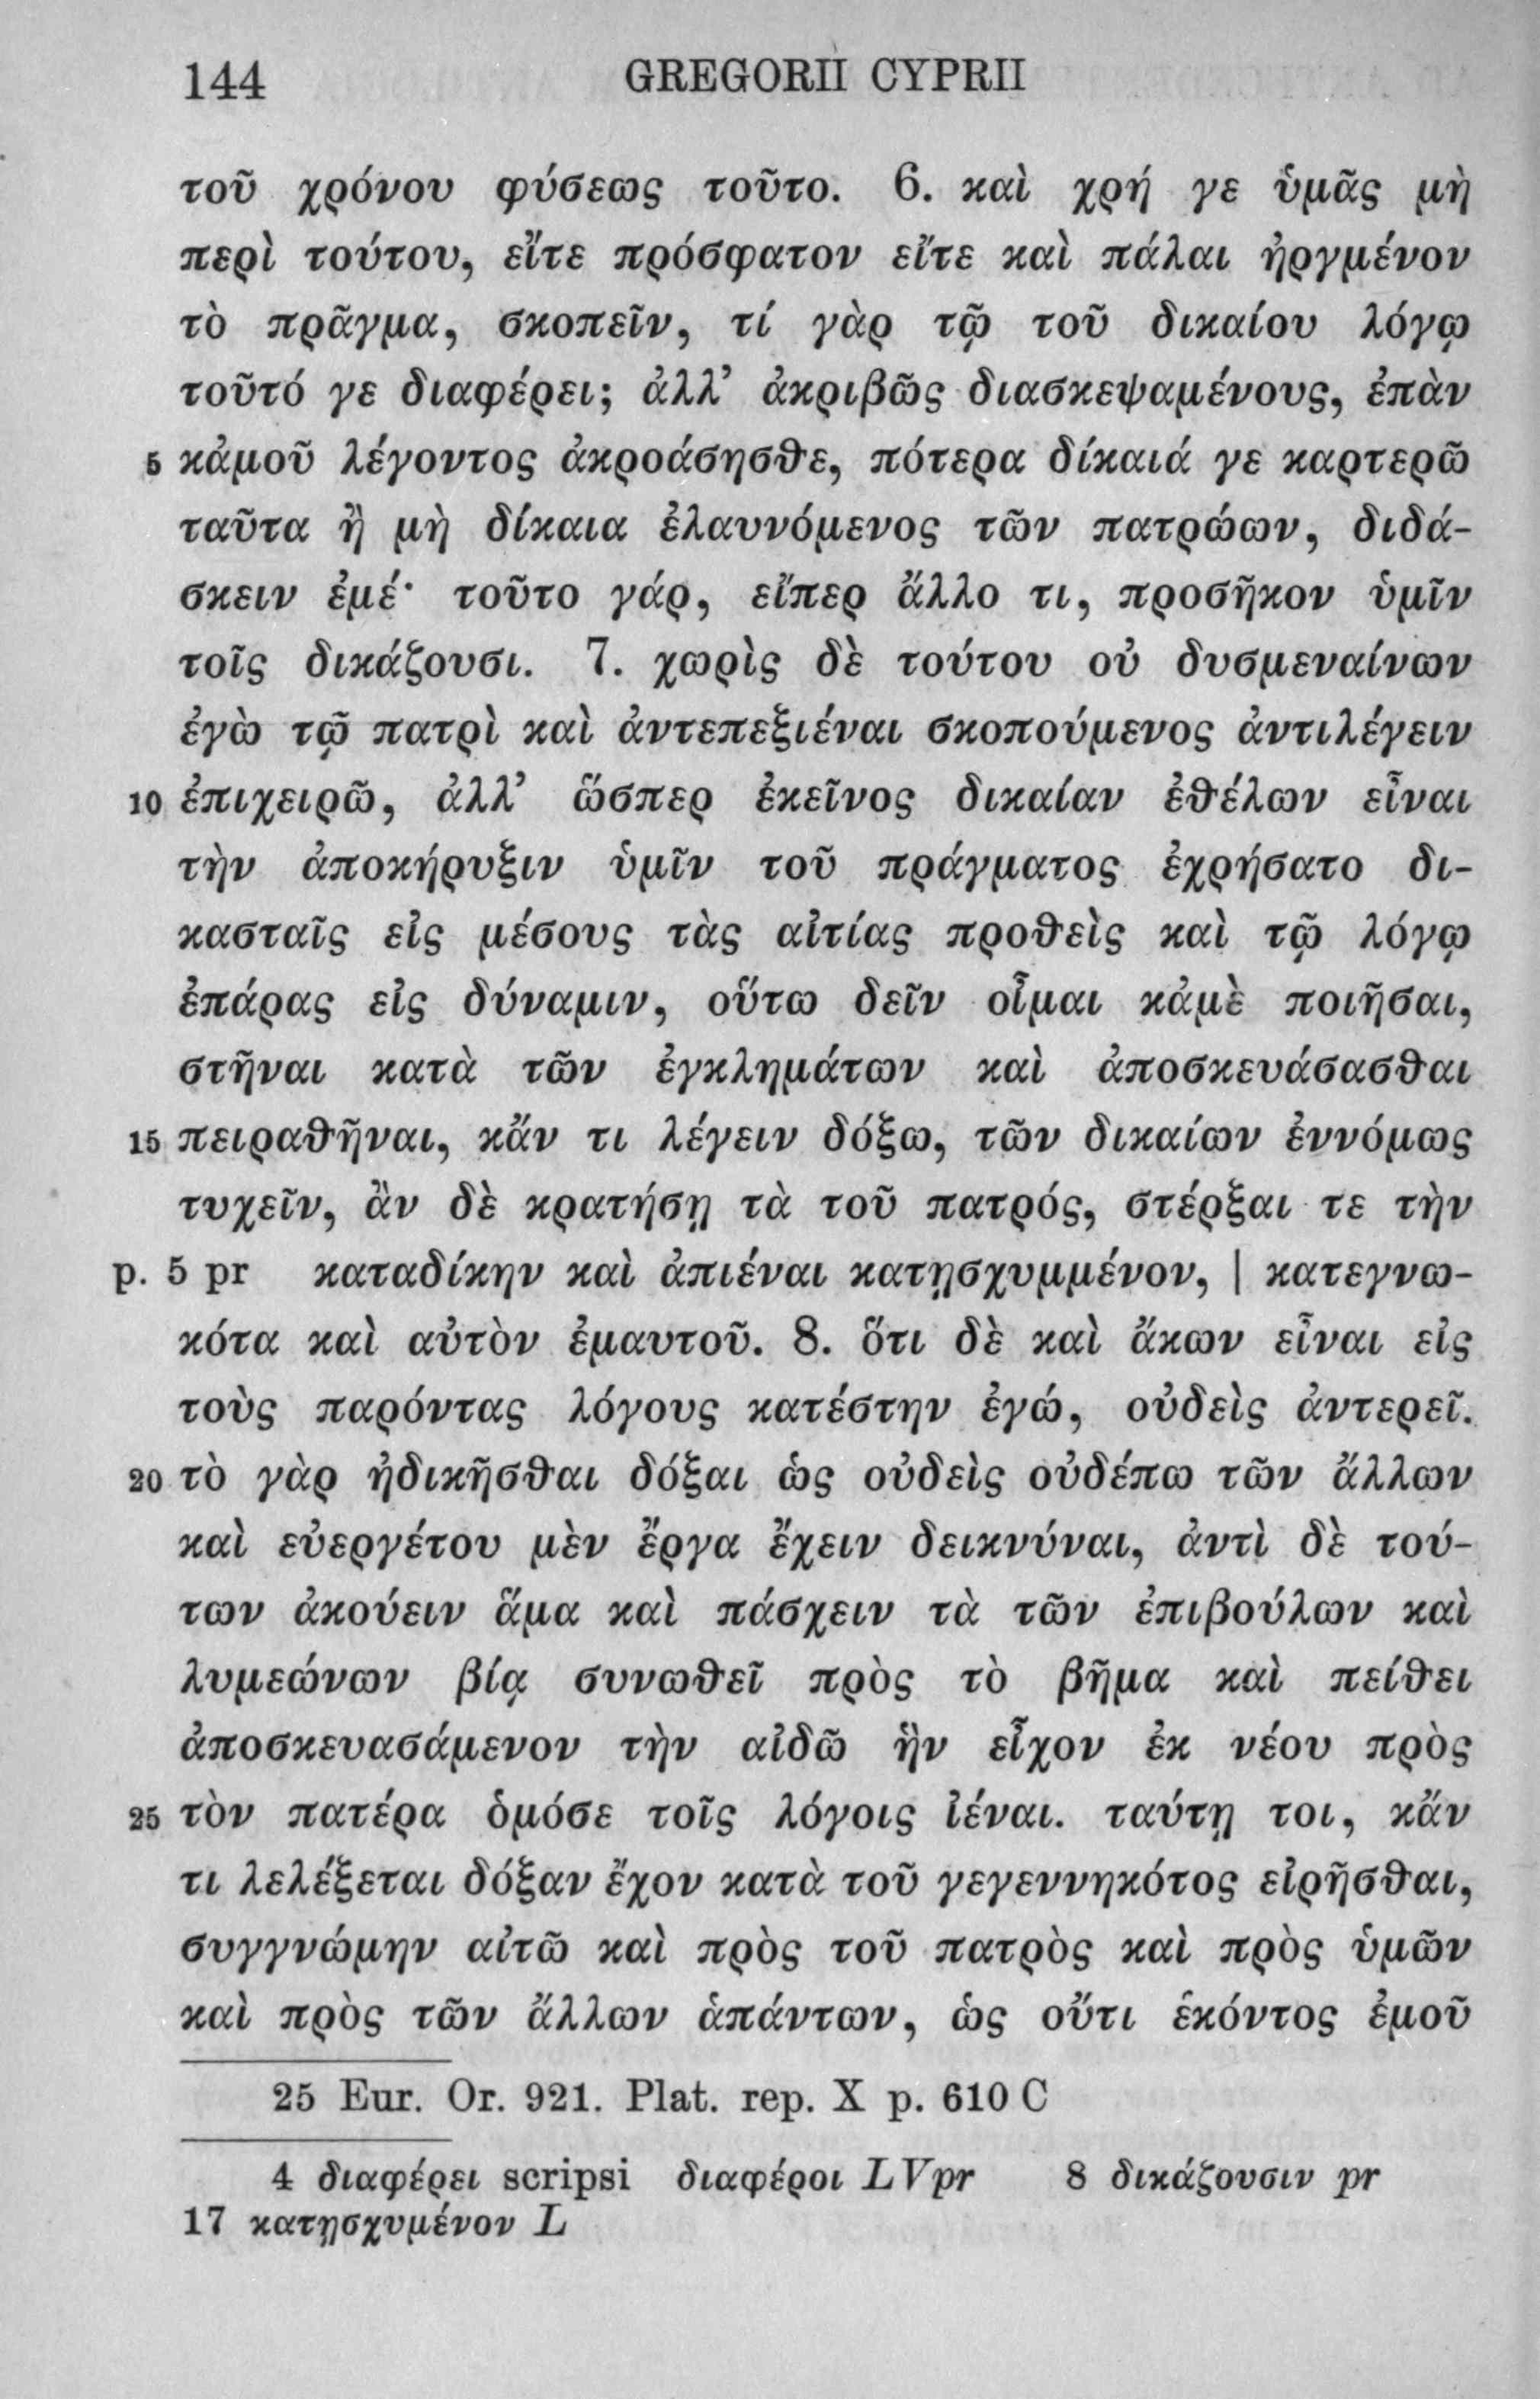 144 GREGORII CYPRII
τοῦ χρόνου φύσεως τοῦτο. 6. καὶ χρή γε ὑμᾶς μὴ
περὶ τούτου, εἴτε πρόσφατον εἴτε καὶ πάλαι ἠργμένον
τὸ πρᾶγμα, σκοπεῖν, τί γὰρ τῷ τοῦ δικαίου λόγῳ
τοῦτό γε διαφέρει; ἀλλ’ ἀκριβῶς διασκεψαμένους, ἐπὰν
5 κἀμοῦ λέγοντος ἀκροάσησθε, πότερα δίκαιά γε καρτερῶ
ταῦτα ἢ μὴ δίκαια ἐλαυνόμενος τῶν πατρώων, διδά-
σκειν ἐμέ· τοῦτο γάρ, εἴπερ ἄλλο τι, προσῆκον ὑμῖν
τοῖς δικάζουσι. 7. χωρὶς δὲ τούτου οὐ δυσμεναίνων
ἐγὼ τῷ πατρὶ καὶ ἀντεπεξιέναι σκοπούμενος ἀντιλέγειν
10 ἐπιχειρῶ, ἀλλ’ ὥσπερ ἐκεῖνος δικαίαν ἐθέλων εἶναι
τὴν ἀποκήρυξιν ὑμῖν τοῦ πράγματος ἐχρήσατο δι-
κασταῖς εἰς μέσους τὰς αἰτίας προθεὶς καὶ τῷ λόγῳ
ἐπάρας εἰς δύναμιν, οὕτω δεῖν οἶμαι κἀμὲ ποιῆσαι,
στῆναι κατὰ τῶν ἐγκλημάτων καὶ ἀποσκευάσασθαι
15 πειραθῆναι, κἄν τι λέγειν δόξω, τῶν δικαίων ἐννόμως
τυχεῖν, ἂν δὲ κρατήσῃ τὰ τοῦ πατρός, στέρξαι τε τὴν
p. 5 pr καταδίκην καὶ ἀπιέναι κατῃσχυμμένον, | κατεγνω-
κότα καὶ αὐτὸν ἐμαυτοῦ. 8. ὅτι δὲ καὶ ἄκων εἶναι εἰς
τοὺς παρόντας λόγους κατέστην ἐγώ, οὐδεὶς ἀντερεῖ.
20 τὸ γὰρ ἠδικῆσθαι δόξαι ὡς οὐδεὶς οὐδέπω τῶν ἄλλων
καὶ εὐεργέτου μὲν ἔργα ἔχειν δεικνύναι, ἀντὶ δὲ τού-
των ἀκούειν ἅμα καὶ πάσχειν τὰ τῶν ἐπιβούλων καὶ
λυμεώνων βίᾳ συνωθεῖ πρὸς τὸ βῆμα καὶ πείθει
ἀποσκευασάμενον τὴν αἰδῶ ἣν εἶχον ἐκ νέου πρὸς
25 τὸν πατέρα ὁμόσε τοῖς λόγοις ἰέναι. ταύτῃ τοι, κἄν
τι λελέξεται δόξαν ἔχον κατὰ τοῦ γεγεννηκότος εἰρῆσθαι,
συγγνώμην αἰτῶ καὶ πρὸς τοῦ πατρὸς καὶ πρὸς ὑμῶν
καὶ πρὸς τῶν ἄλλων ἁπάντων, ὡς οὔτι ἑκόντος ἐμοῦ
25 Eur. Or. 921. Plat. rep. X p. 610 C
4 διαφέρει scripsi διαφέροι LVpr 8 δικάζουσιν pr
17 κατῃσχυμένον L